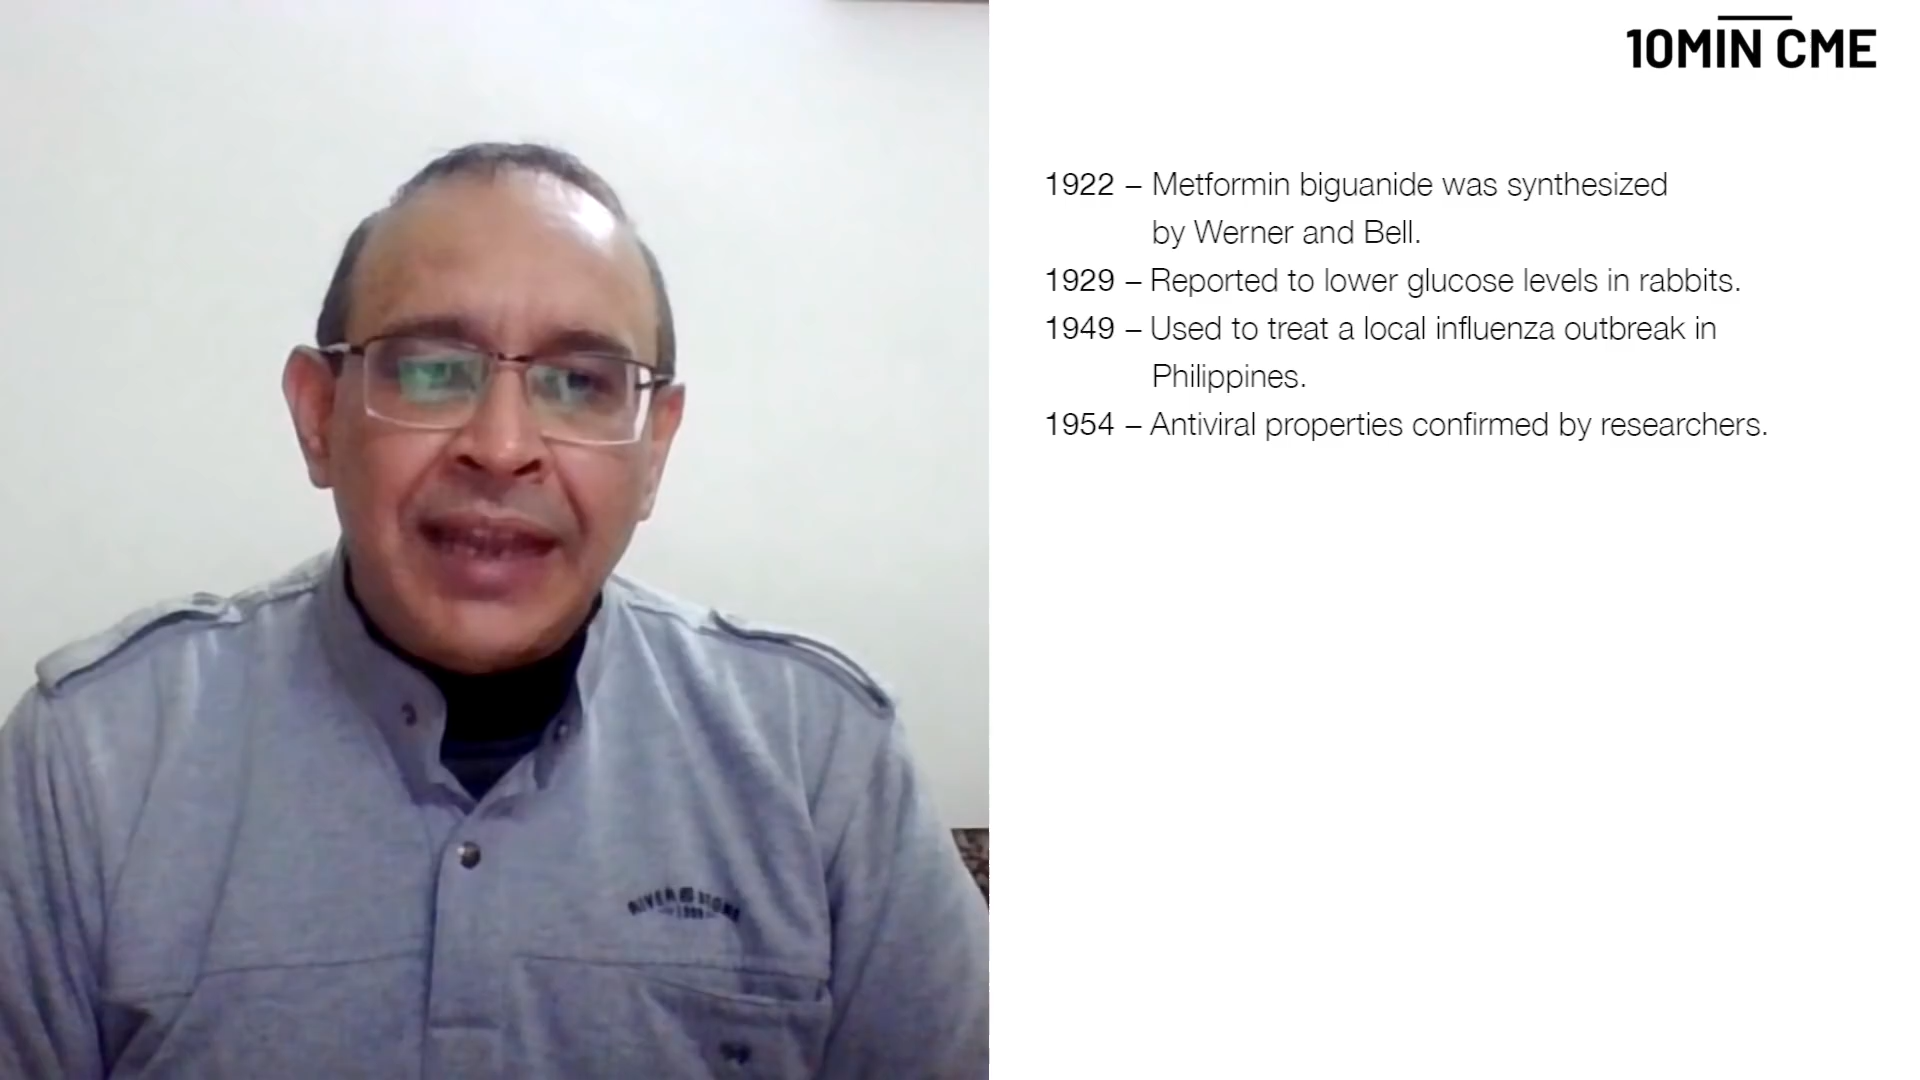 10MIN CME
1922 – Metformin biguanide was synthesized
by Werner and Bell.
1929 – Reported to lower glucose levels in rabbits.
1949 – Used to treat a local influenza outbreak in
Philippines.
1954 – Antiviral properties confirmed by researchers.